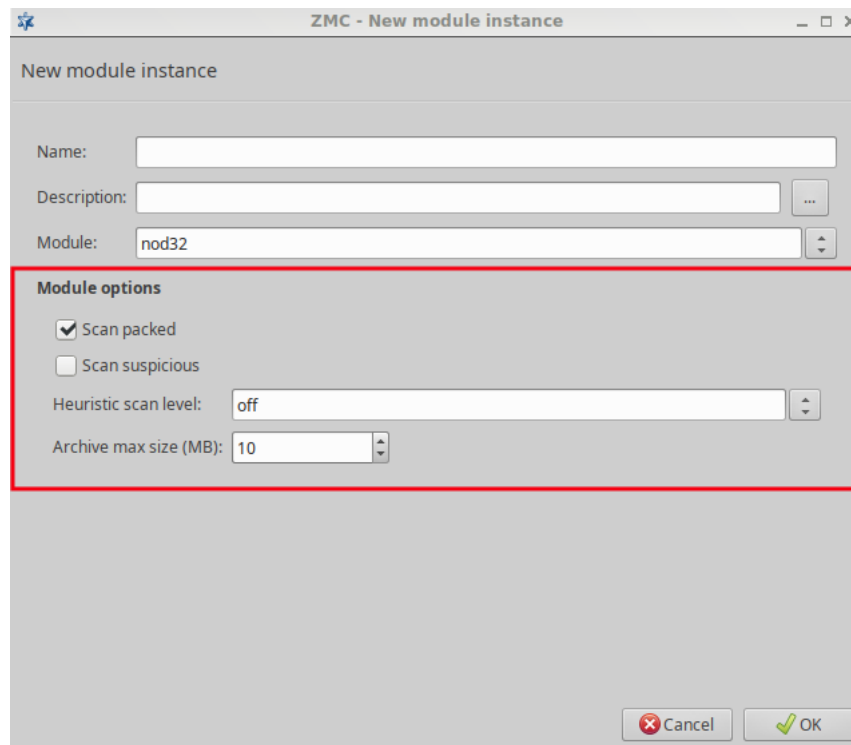 ZMC - New module instance
New module instance
Name:
Description: ...
Module: nod32
Module options
Scan packed
Scan suspicious
Heuristic scan level: off
Archive max size (MB): 10
Cancel OK